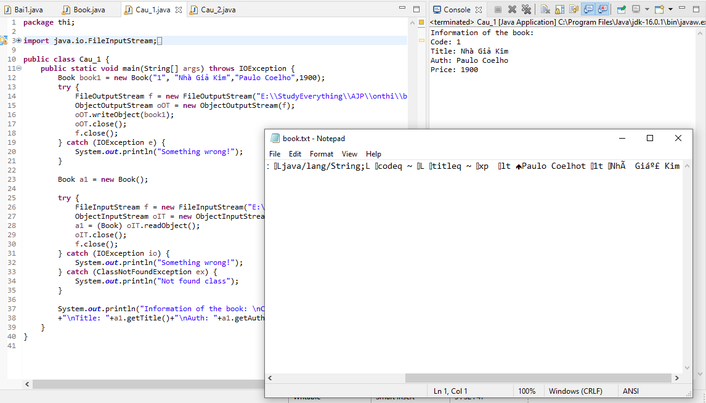 Bai1.java Book.java Cau_1.java Cau_2.java
1 package thi;
2
3 import java.io.FileInputStream;
9
10 public class Cau_1 {
11 public static void main(String[] args) throws IOException {
12 Book book1 = new Book("1", "Nhà Giả Kim","Paulo Coelho",1900);
13 try {
14 FileOutputStream f = new FileOutputStream("E:\\StudyEverything\\AJP\\onthi\\b
15 ObjectOutputStream oOT = new ObjectOutputStream(f);
16 oOT.writeObject(book1);
17 oOT.close();
18 f.close();
19 } catch (IOException e) {
20 System.out.println("Something wrong!");
21 }
22
23 Book a1 = new Book();
24
25 try {
26 FileInputStream f = new FileInputStream("E:\
27 ObjectInputStream oIT = new ObjectInputStrea
28 a1 = (Book) oIT.readObject();
29 oIT.close();
30 f.close();
31 } catch (IOException io) {
32 System.out.println("Something wrong!");
33 } catch (ClassNotFoundException ex) {
34 System.out.println("Not found class");
35 }
36
37 System.out.println("Information of the book: \nC
38 +"\nTitle: "+a1.getTitle()+"\nAuth: "+a1.getAuth
39 }
40 }
41
Console
<terminated> Cau_1 [Java Application] C:\Program Files\Java\jdk-16.0.1\bin\javaw.ex
Information of the book:
Code: 1
Title: Nhà Giả Kim
Auth: Paulo Coelho
Price: 1900
book.txt - Notepad
File Edit Format View Help
Ljava/lang/String;L codeq ~ L titleq ~ xp t ♠Paulo Coelhot 1t NhÃ Giáº£ Kim
Ln 1, Col 1 100% Windows (CRLF) ANSI